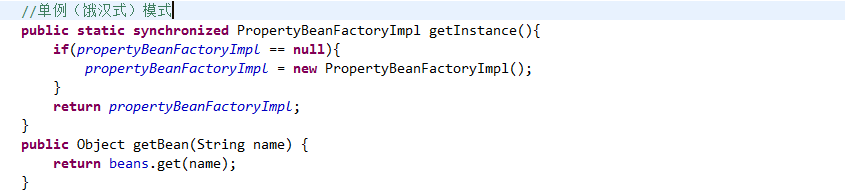 //单例（饿汉式）模式
public static synchronized PropertyBeanFactoryImpl getInstance(){
if(propertyBeanFactoryImpl == null){
propertyBeanFactoryImpl = new PropertyBeanFactoryImpl();
}
return propertyBeanFactoryImpl;
}
public Object getBean(String name) {
return beans.get(name);
}